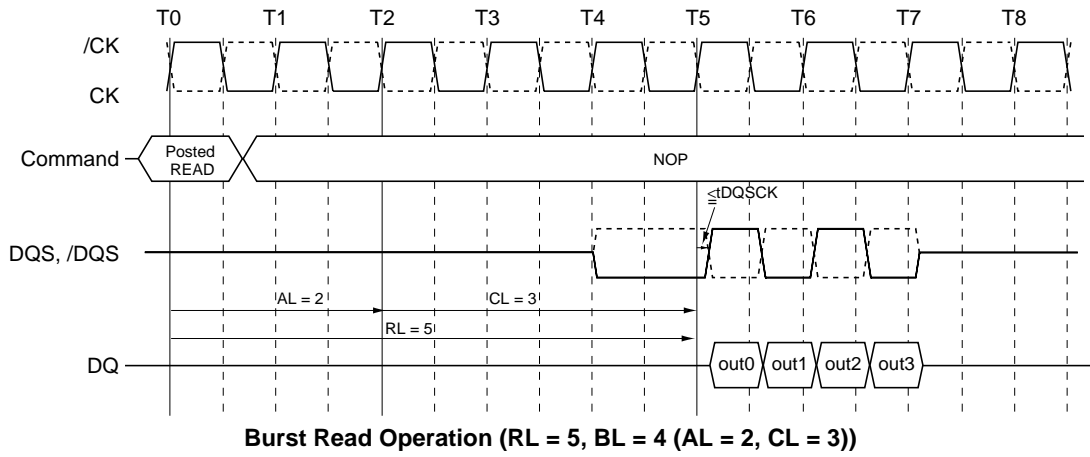 T0 T1 T2 T3 T4 T5 T6 T7 T8
/CK
CK
Command
Posted
READ
NOP
≦tDQSCK
DQS, /DQS
AL = 2
CL = 3
RL = 5
DQ
out0 out1 out2 out3
Burst Read Operation (RL = 5, BL = 4 (AL = 2, CL = 3))